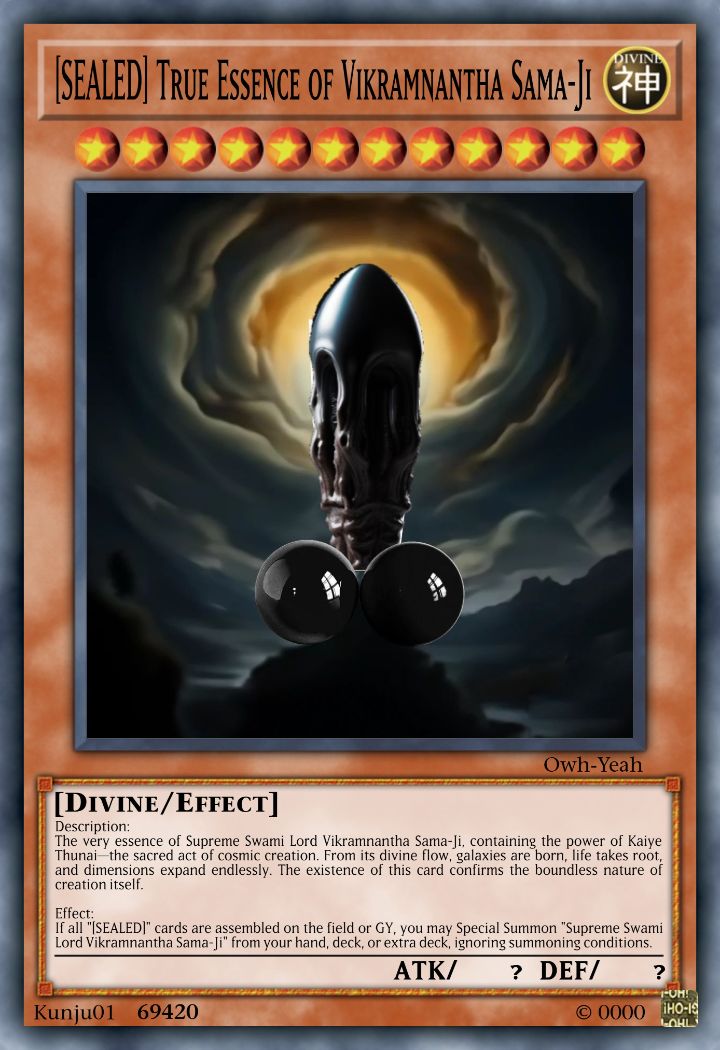 [SEALED] True Essence of Vikramnantha Sama-Ji
DIVINE
神
Owh-Yeah
[Divine/Effect]
Description:
The very essence of Supreme Swami Lord Vikramnantha Sama-Ji, containing the power of Kaiye
Thunai—the sacred act of cosmic creation. From its divine flow, galaxies are born, life takes root,
and dimensions expand endlessly. The existence of this card confirms the boundless nature of
creation itself.
Effect:
If all "[SEALED]" cards are assembled on the field or GY, you may Special Summon "Supreme Swami
Lord Vikramnantha Sama-Ji" from your hand, deck, or extra deck, ignoring summoning conditions.
ATK/ ? DEF/ ?
Kunju01 69420 © 0000